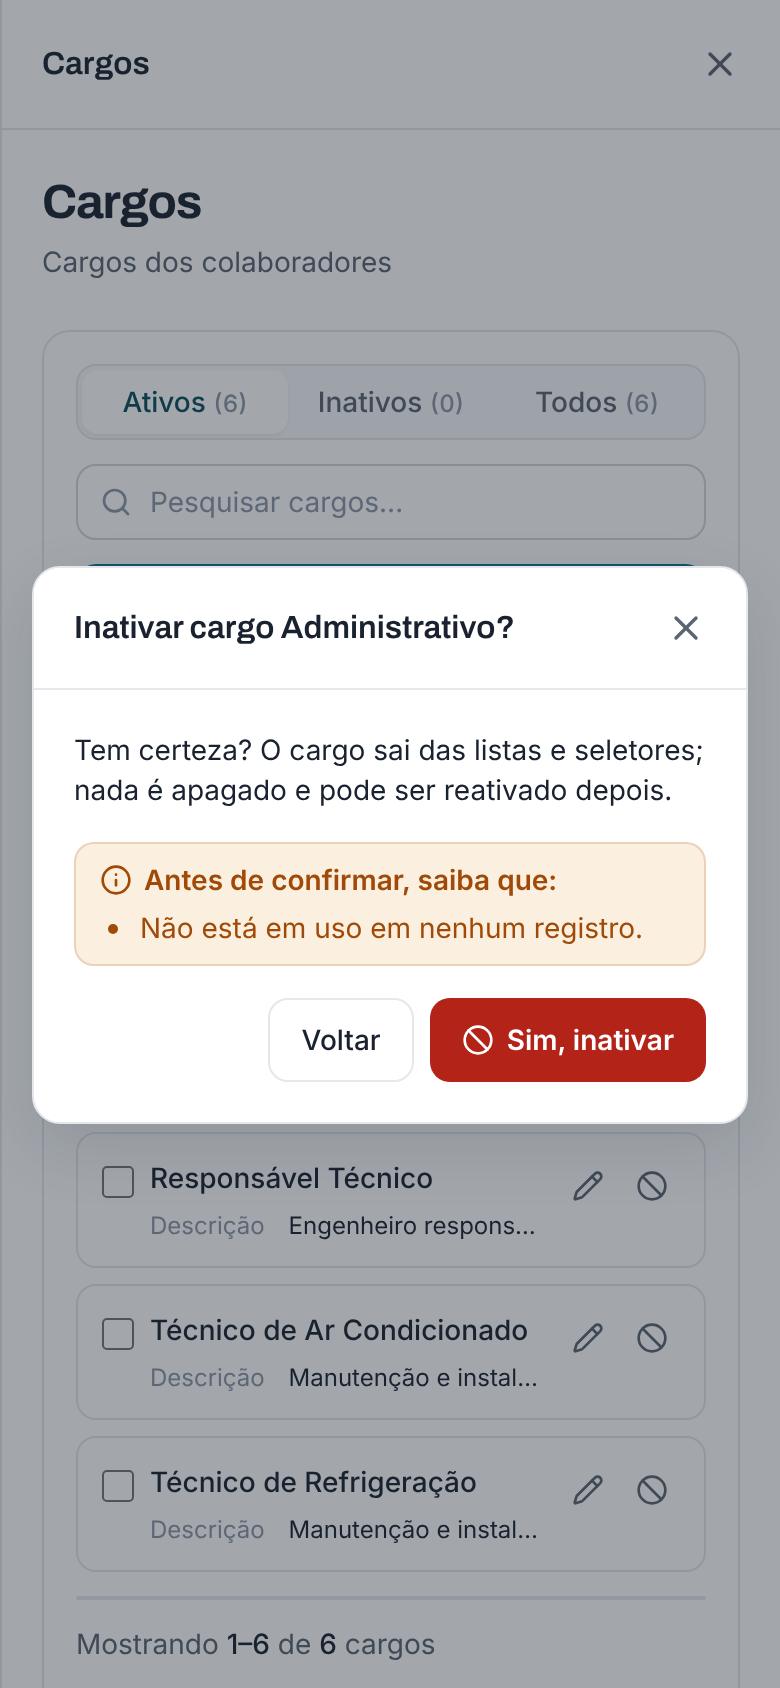 Cargos
Cargos
Cargos dos colaboradores
Ativos (6) Inativos (0) Todos (6)
Pesquisar cargos...
Inativar cargo Administrativo?
Tem certeza? O cargo sai das listas e seletores;
nada é apagado e pode ser reativado depois.
Antes de confirmar, saiba que:
• Não está em uso em nenhum registro.
Voltar Sim, inativar
Responsável Técnico
Descrição Engenheiro respons...
Técnico de Ar Condicionado
Descrição Manutenção e instal...
Técnico de Refrigeração
Descrição Manutenção e instal...
Mostrando 1–6 de 6 cargos